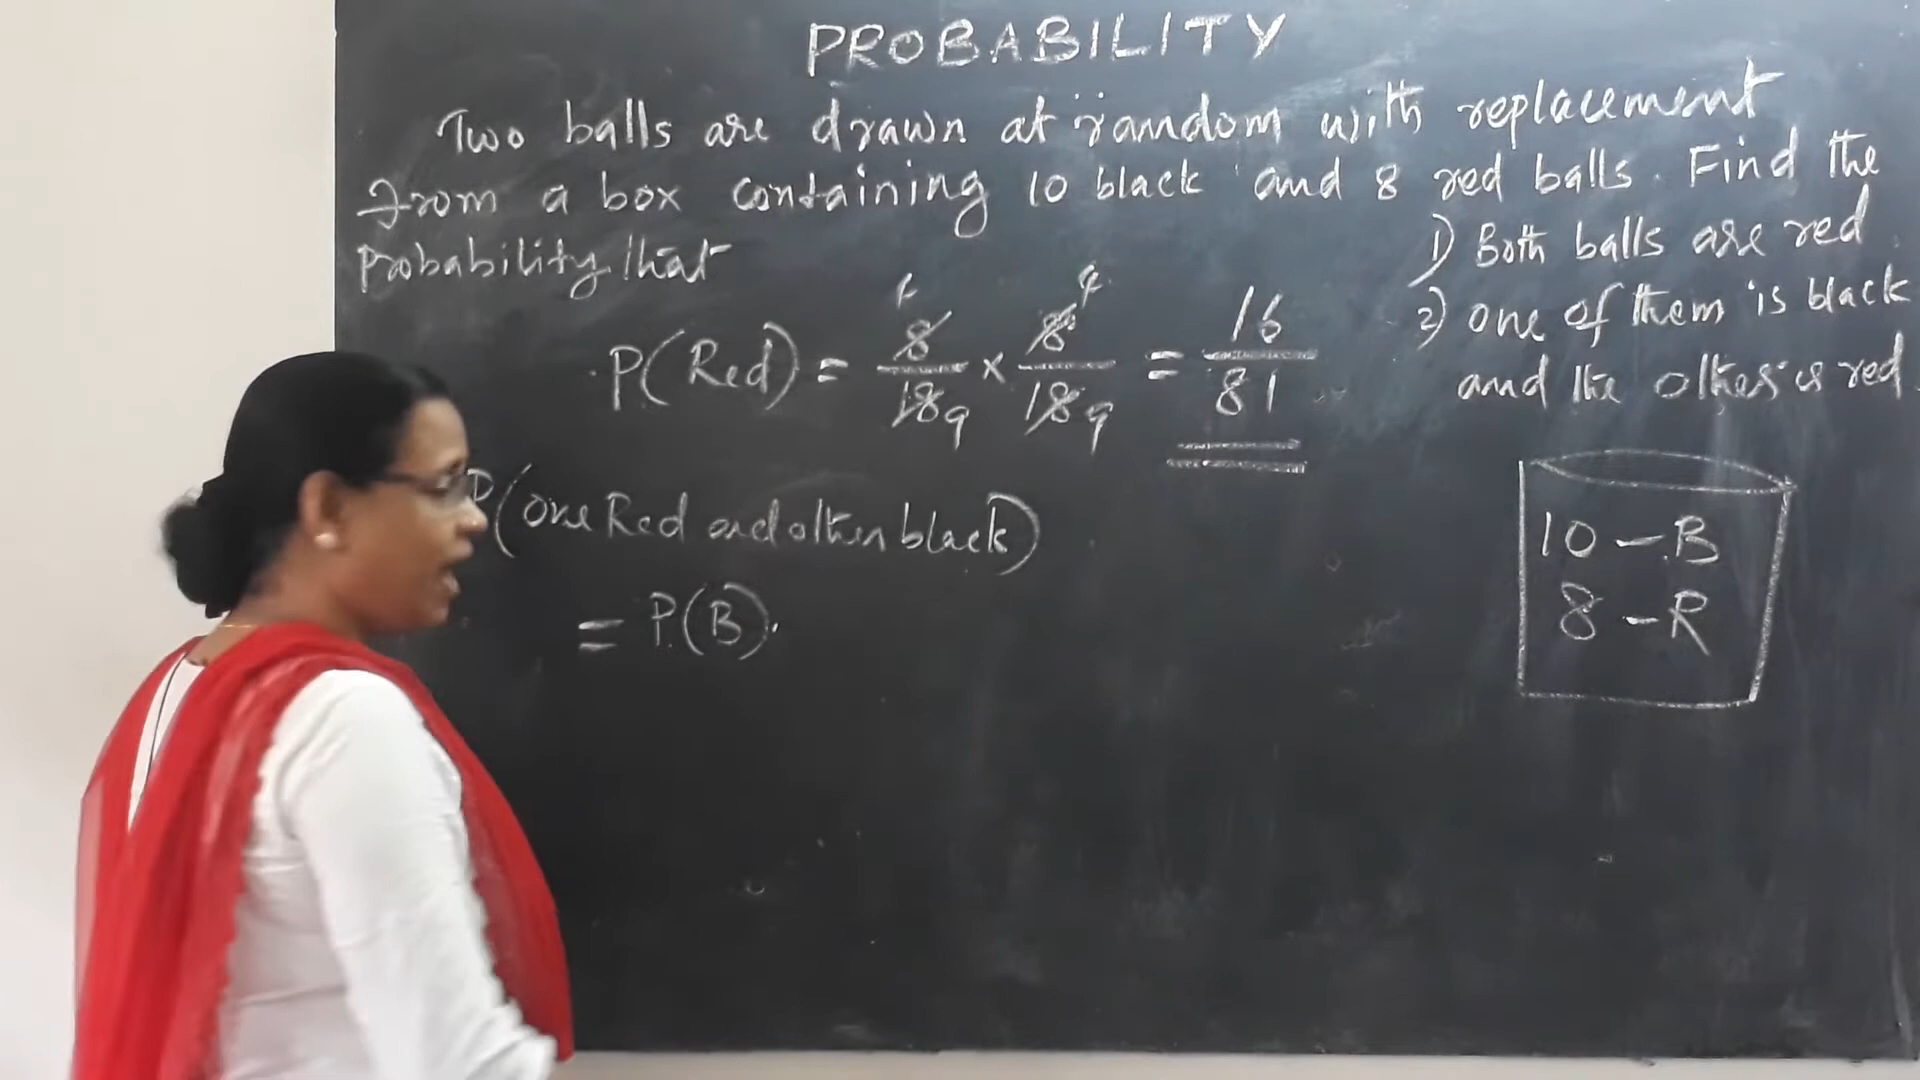 PROBABILITY
Two balls are drawn at random with replacement
from a box containing 10 black and 8 red balls. Find the
Probability that
1) Both balls are red.
2) one of them is black
and the other is red.
P(Red) = 8/18 9 × 8 4/18 9 = 16/81
P(one Red and other black)
= P(B).
10 – B
8 – R